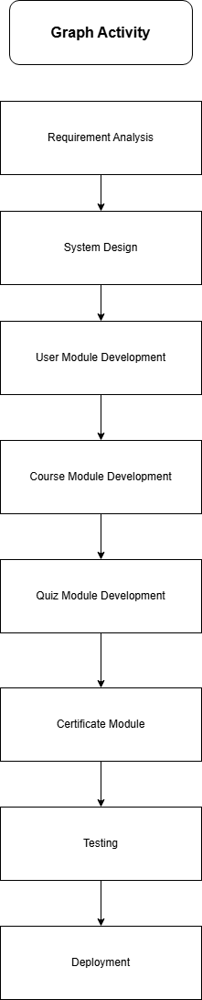 Graph Activity
Requirement Analysis
System Design
User Module Development
Course Module Development
Quiz Module Development
Certificate Module
Testing
Deployment